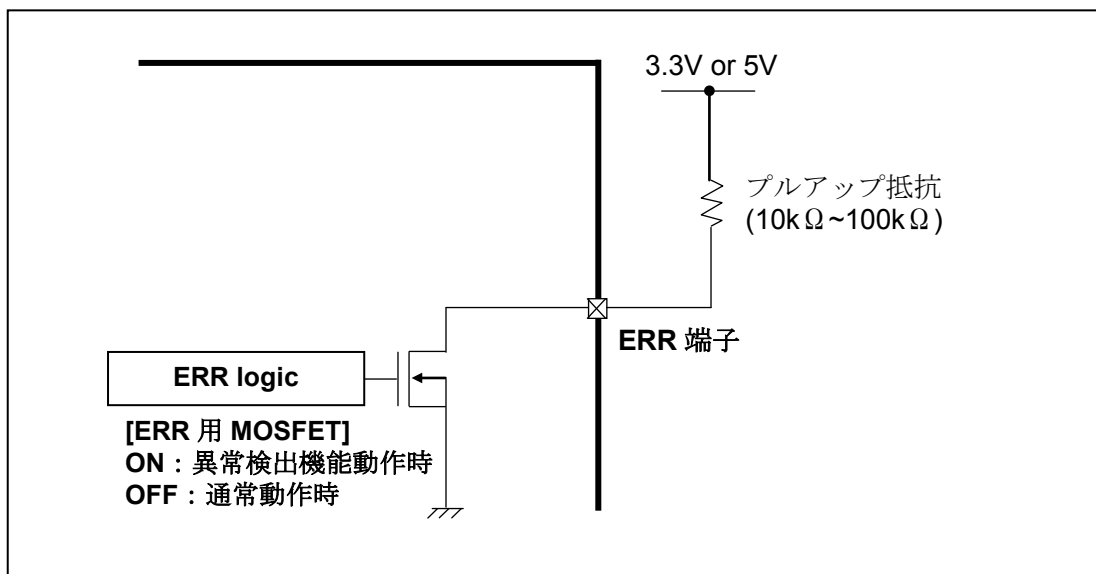 3.3V or 5V
プルアップ抵抗
(10kΩ~100kΩ)
ERR 端子
ERR logic
[ERR 用 MOSFET]
ON：異常検出機能動作時
OFF：通常動作時